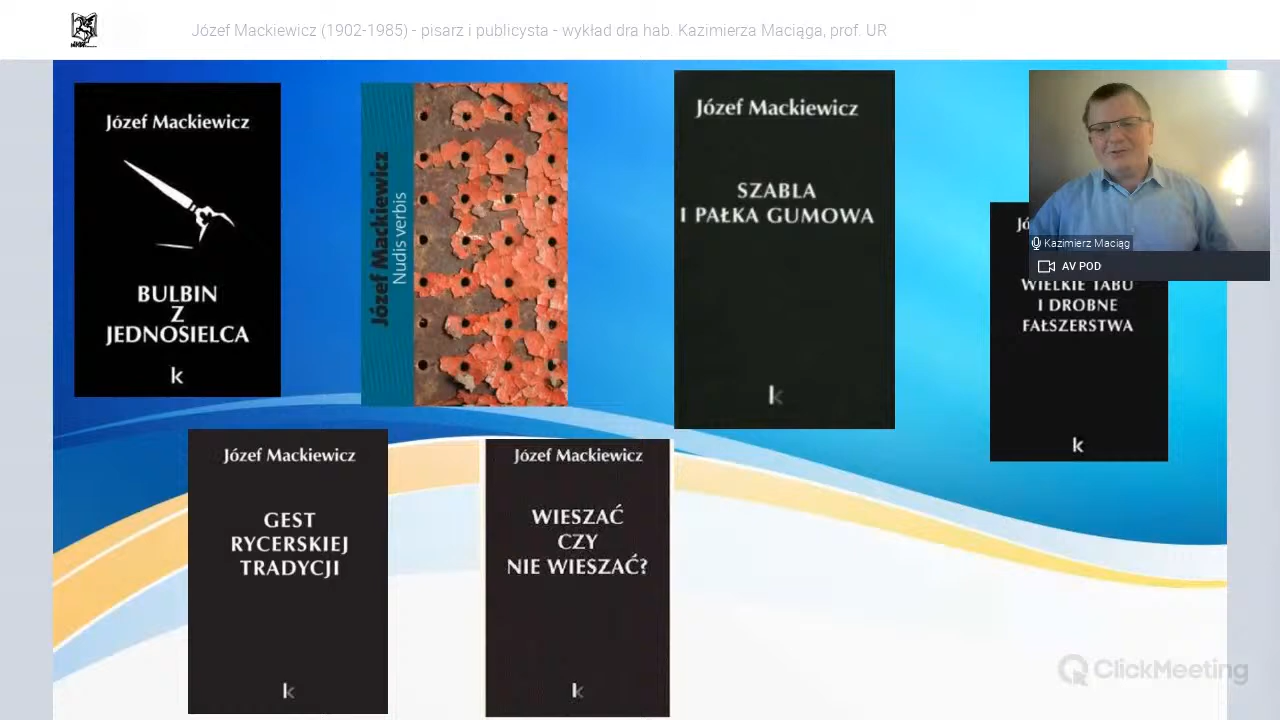 Józef Mackiewicz (1902-1985) - pisarz i publicysta - wykład dra hab. Kazimierza Maciąga, prof. UR
Józef Mackiewicz
BULBIN
Z
JEDNOSIELCA
k
Józef Mackiewicz
Nudis verbis
Józef Mackiewicz
SZABLA
I PAŁKA GUMOWA
k
Kazimierz Maciąg
AV POD
Jó
WIELKIE TABU
I DROBNE
FAŁSZERSTWA
k
Józef Mackiewicz
GEST
RYCERSKIEJ
TRADYCJI
k
Józef Mackiewicz
WIESZAĆ
CZY
NIE WIESZAĆ?
k
ClickMeeting